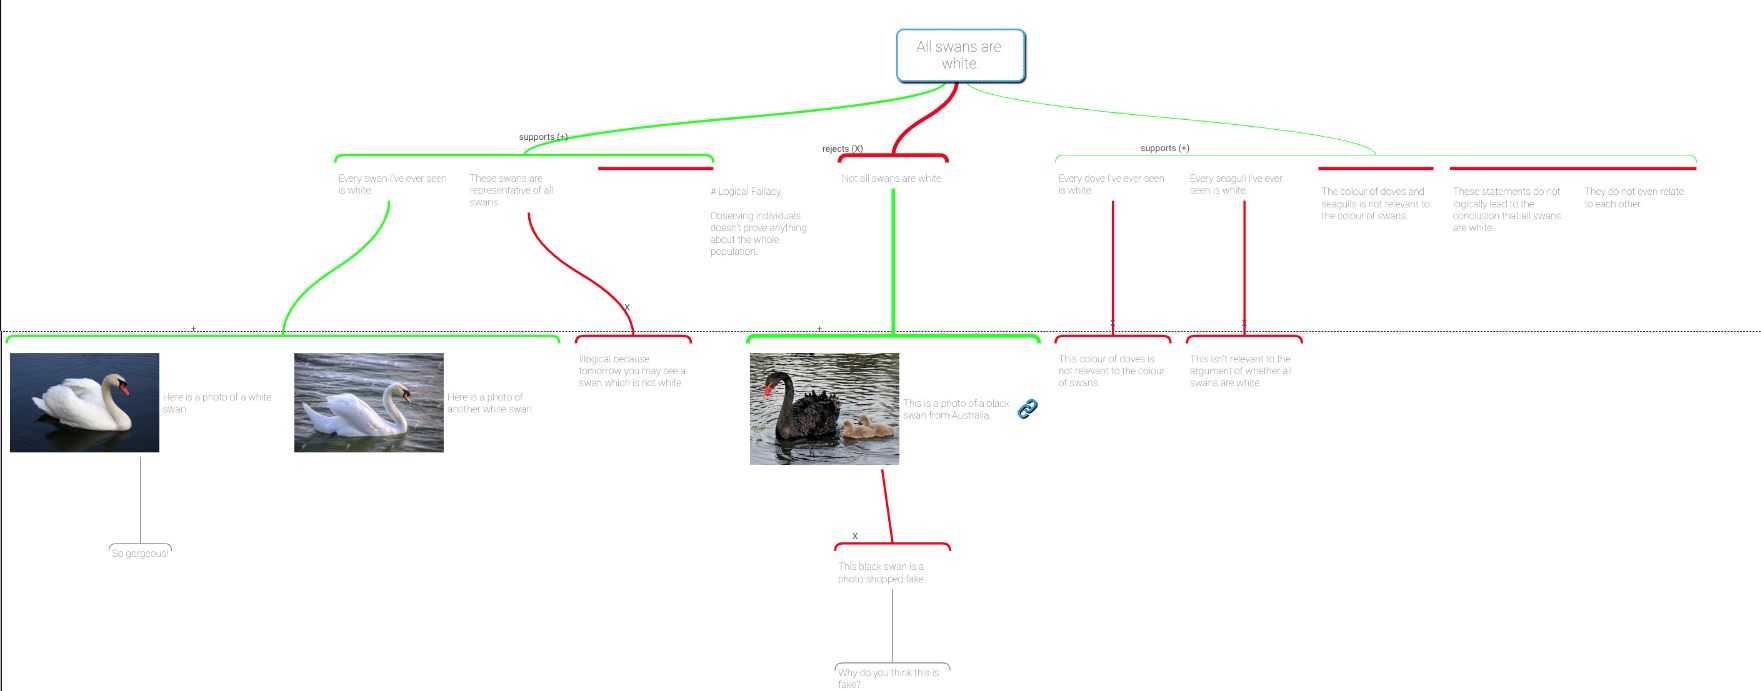 All swans are
white.
supports (+)
rejects (X)
supports (+)
Every swan I've ever seen
is white.
These swans are
representative of all
swans.
# Logical Fallacy
Observing individuals
doesn't prove anything
about the whole
population.
Not all swans are white.
Every dove I've ever seen
is white.
Every seagull I've ever
seen is white.
The colour of doves and
seagulls is not relevant to
the colour of swans.
These statements do not
logically lead to the
conclusion that all swans
are white.
They do not even relate
to each other.
+
X
+
X
X
Here is a photo of a white
swan
Here is a photo of
another white swan.
Illogical because
tomorrow you may see a
swan which is not white.
This is a photo of a black
swan from Australia.
This colour of doves is
not relevant to the colour
of swans.
This isn't relevant to the
argument of whether all
swans are white.
So gorgeous!
X
This black swan is a
photo-shopped fake.
Why do you think this is
fake?